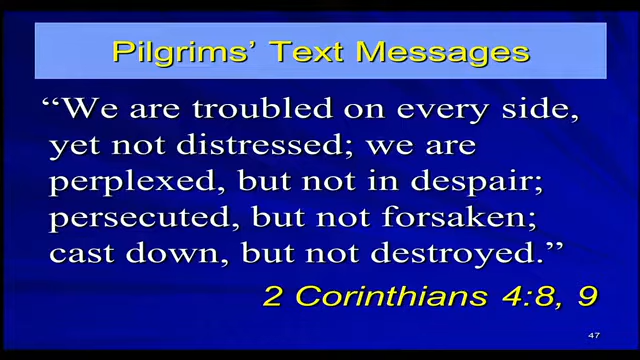 Pilgrims’ Text Messages
“We are troubled on every side,
yet not distressed; we are
perplexed, but not in despair;
persecuted, but not forsaken;
cast down, but not destroyed.”
2 Corinthians 4:8, 9
47